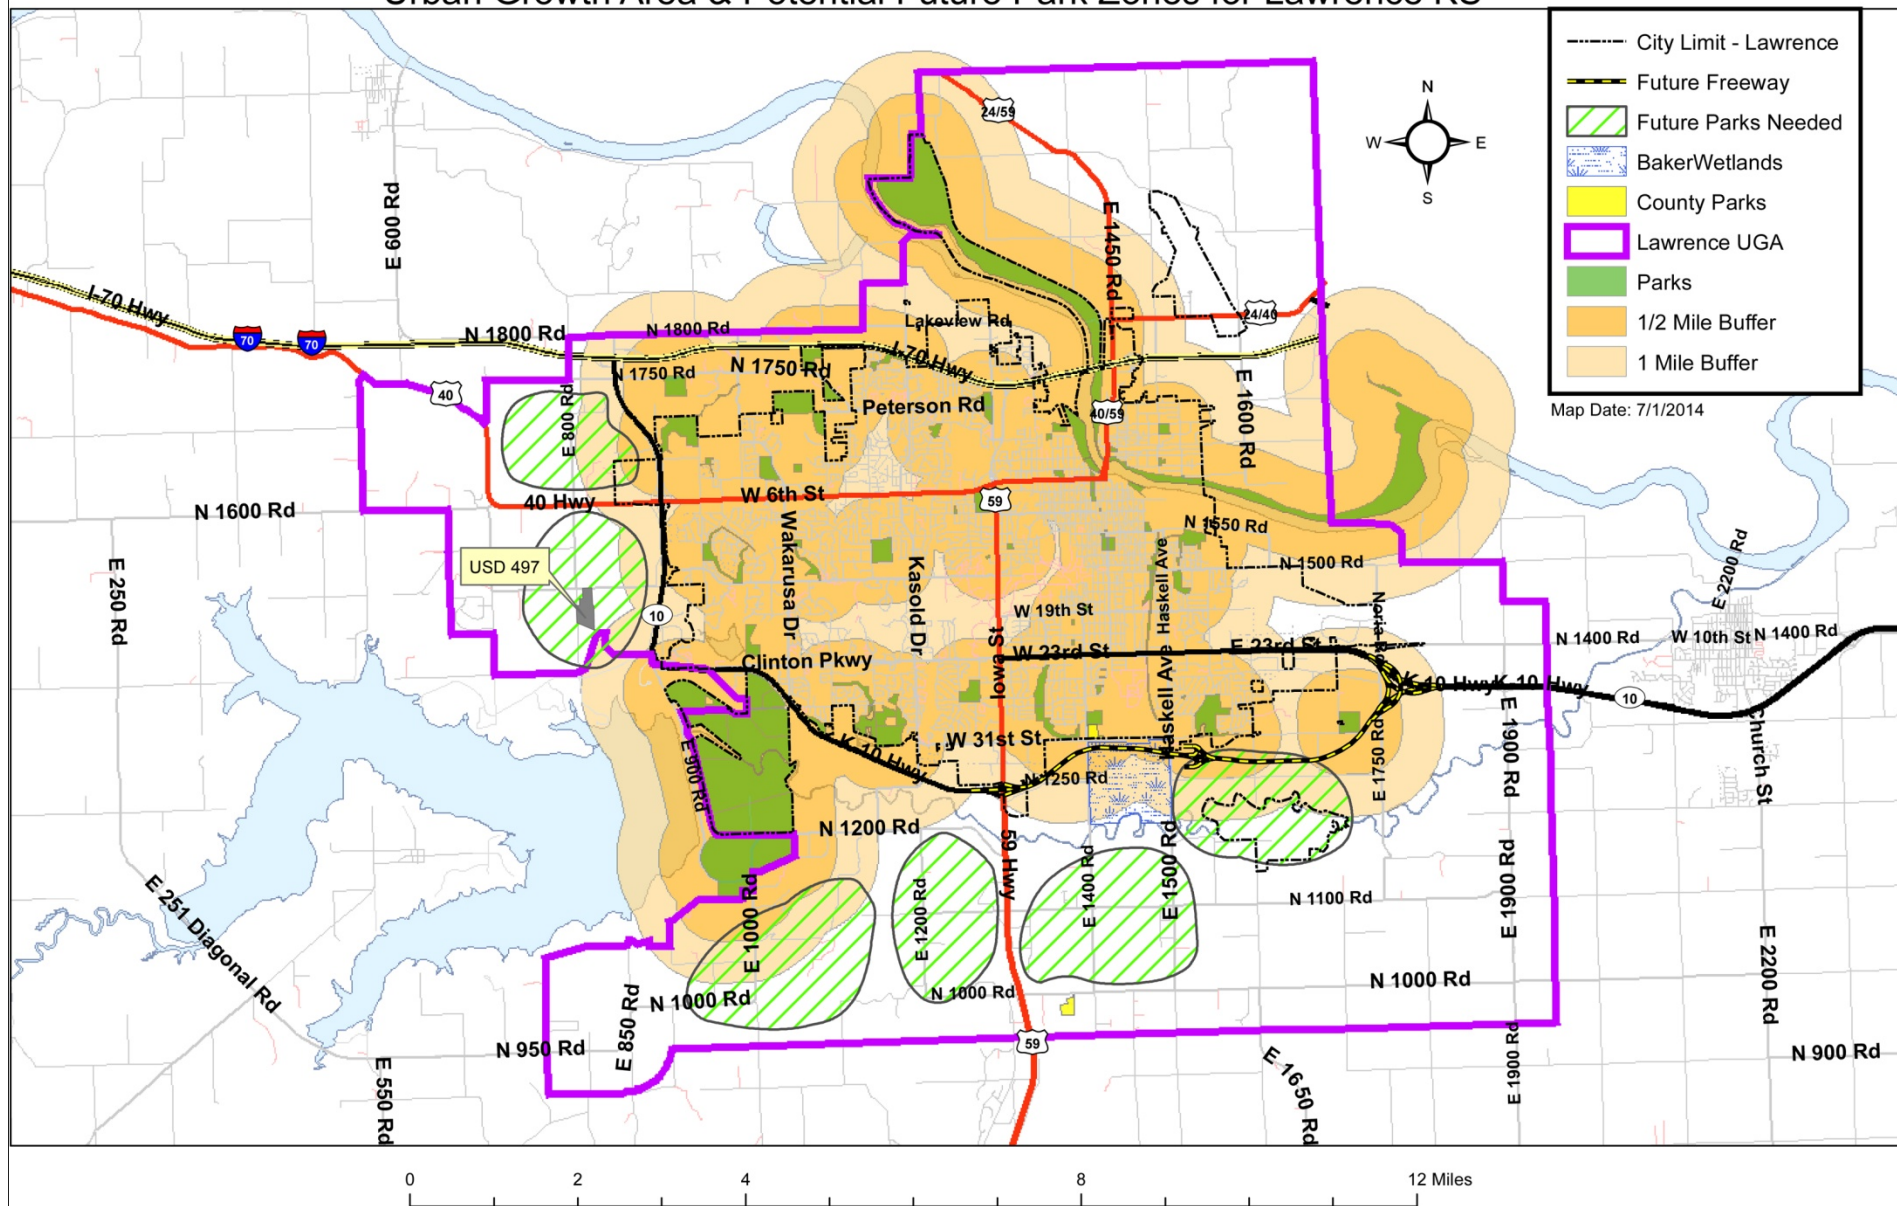 Urban Growth Area & Potential Future Park Zones for Lawrence KS
City Limit - Lawrence
Future Freeway
Future Parks Needed
BakerWetlands
County Parks
Lawrence UGA
Parks
1/2 Mile Buffer
1 Mile Buffer
Map Date: 7/1/2014
N
W
E
S
24/59
E 600 Rd
E 1450 Rd
I-70 Hwy
70
70
N 1800 Rd
N 1800 Rd
Lakeview Rd
24/40
N 1750 Rd
N 1750 Rd
I-70 Hwy
40
E 800 Rd
Peterson Rd
40/59
E 1600 Rd
40 Hwy
W 6th St
59
N 1600 Rd
N 1550 Rd
USD 497
E 250 Rd
Wakarusa Dr
Kasold Dr
Haskell Ave
N 1500 Rd
E 2200 Rd
10
W 19th St
Noria Rd
N 1400 Rd
W 10th St
N 1400 Rd
Clinton Pkwy
Iowa St
W 23rd St
E 23rd St
Haskell Ave
K-10 Hwy
K-10 Hwy
10
E 900 Rd
K-10 Hwy
W 31st St
N 1250 Rd
E 1750 Rd
E 1900 Rd
Church St
N 1200 Rd
59 Hwy
E 1400 Rd
E 1500 Rd
E 1900 Rd
E 251 Diagonal Rd
E 1000 Rd
E 1200 Rd
N 1100 Rd
N 1000 Rd
N 1000 Rd
N 1000 Rd
E 2200 Rd
E 850 Rd
N 950 Rd
59
E 550 Rd
E 1650 Rd
E 1900 Rd
N 900 Rd
0
2
4
8
12 Miles